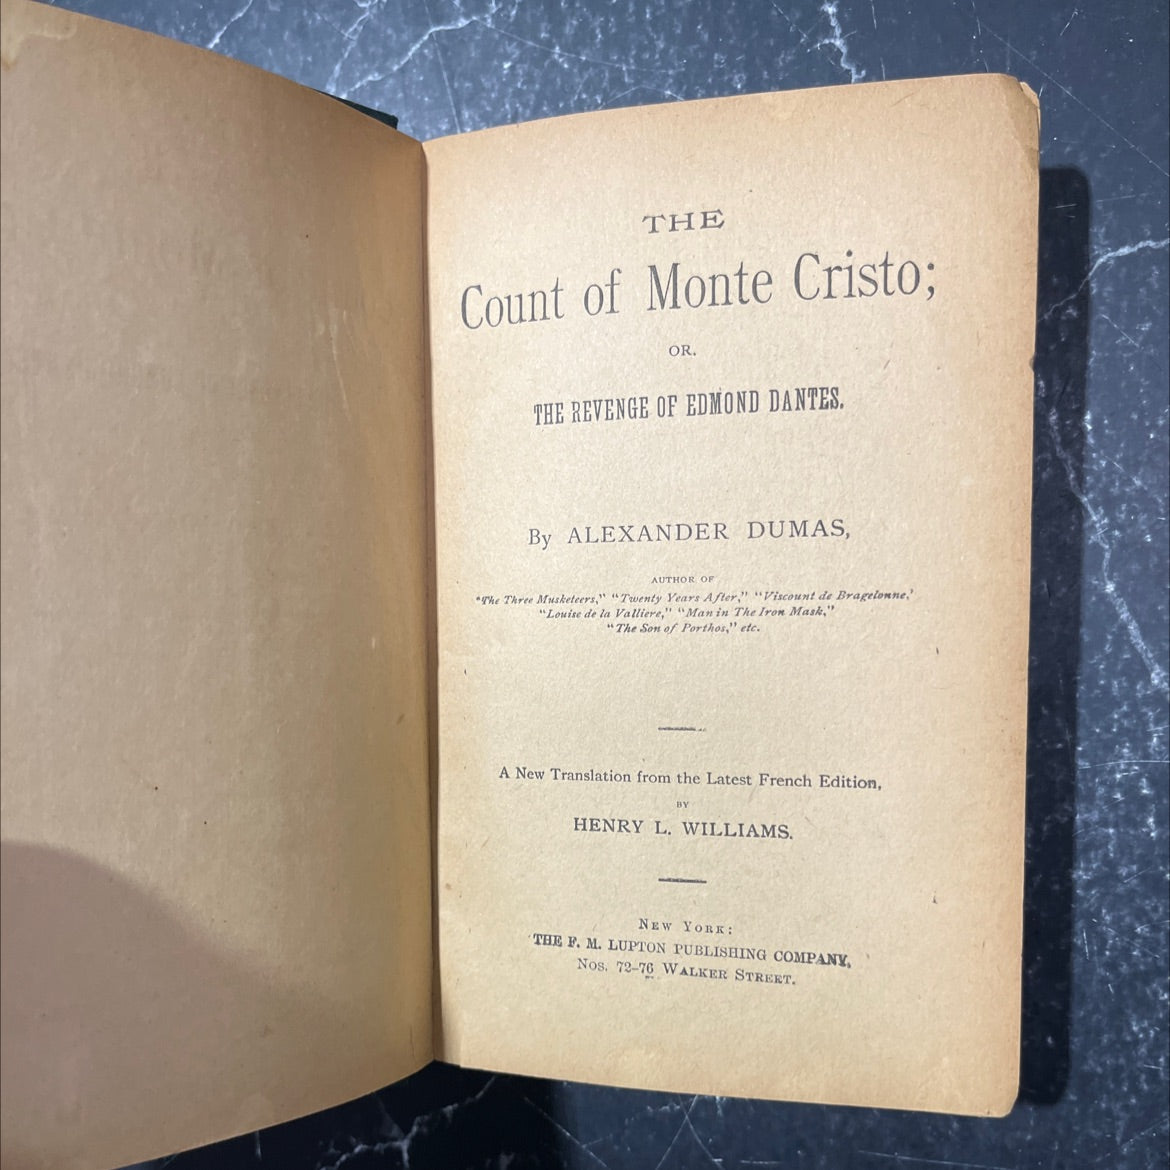 THE
Count of Monte Cristo;
OR.
THE REVENGE OF EDMOND DANTES.
By ALEXANDER DUMAS,
AUTHOR OF
"The Three Musketeers," "Twenty Years After," "Viscount de Bragelonne,'
"Louise de la Valliere," "Man in The Iron Mask,"
"The Son of Porthos," etc.
A New Translation from the Latest French Edition,
BY
HENRY L. WILLIAMS.
NEW YORK:
THE F. M. LUPTON PUBLISHING COMPANY,
NOS. 72-76 WALKER STREET.